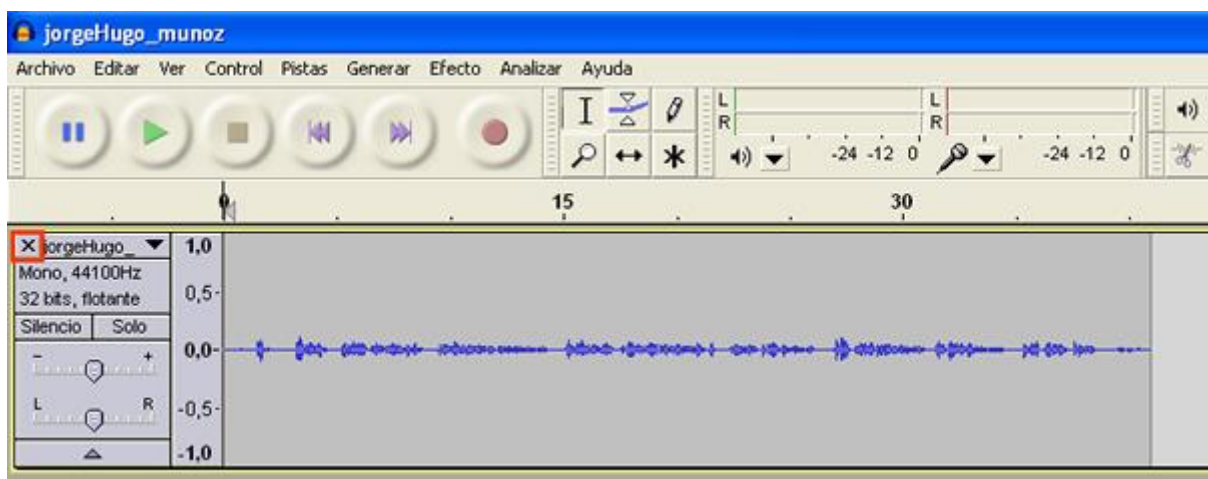 jorgeHugo_munoz
Archivo Editar Ver Control Pistas Generar Efecto Analizar Ayuda
L
R
-24 -12 0
L
R
-24 -12 0
0 15 30
X jorgeHugo_
Mono, 44100Hz
32 bits, flotante
Silencio Solo
- +
L R
1,0
0,5
0,0
-0,5
-1,0